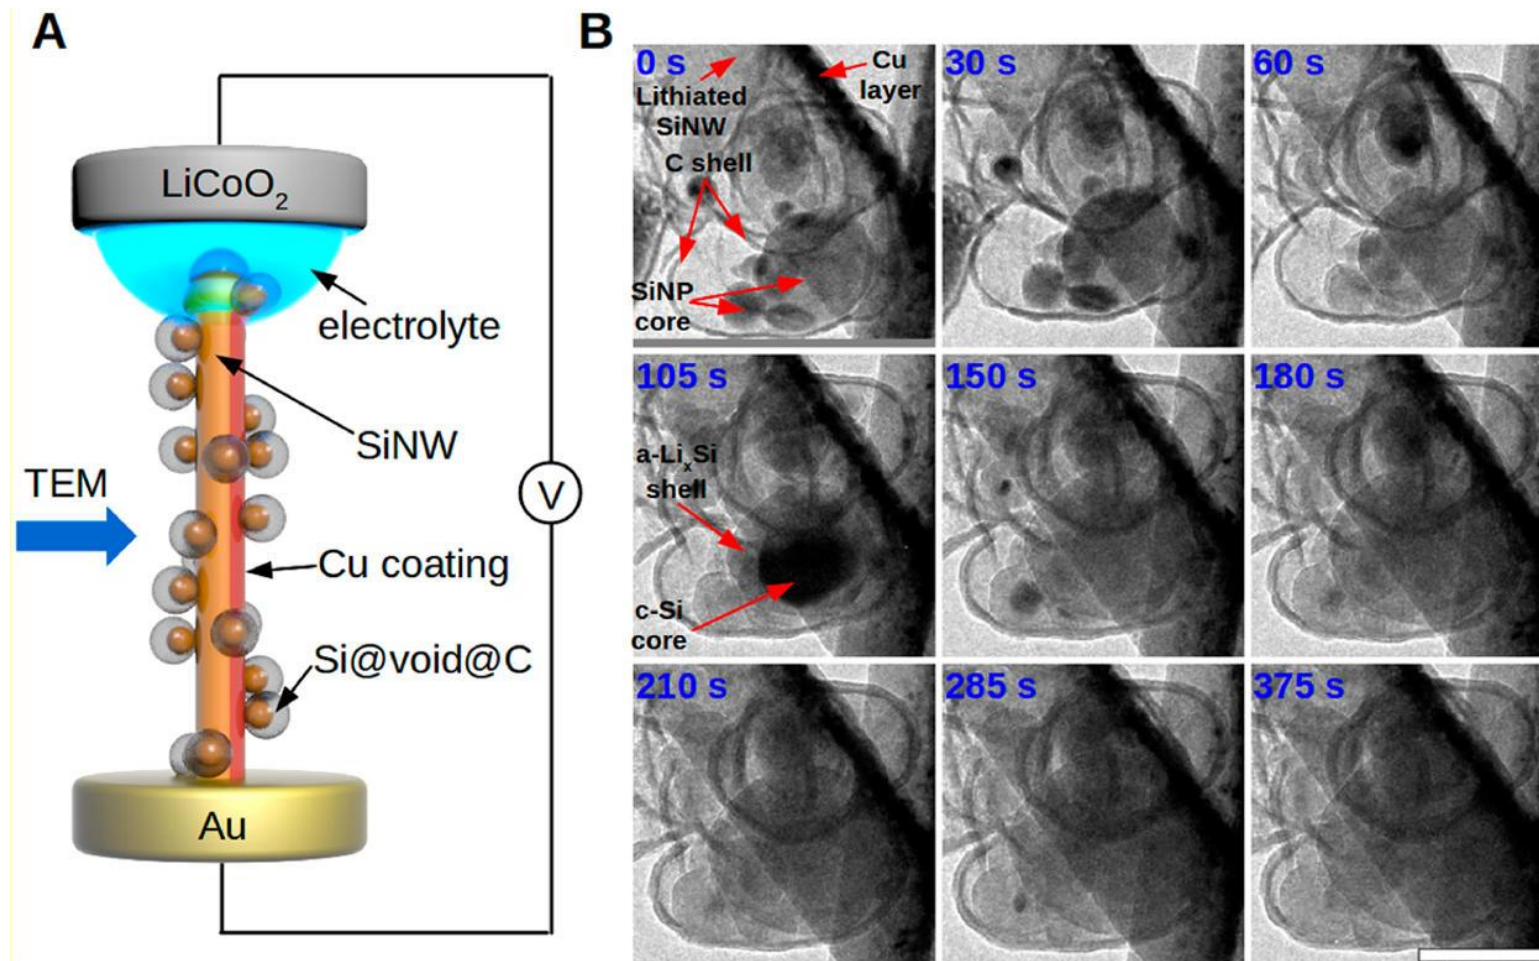 A
LiCoO2
electrolyte
SiNW
TEM
V
Cu coating
Si@void@C
Au
B
0 s
Cu
layer
Lithiated
SiNW
C shell
SiNP
core
30 s
60 s
105 s
a-LixSi
shell
c-Si
core
150 s
180 s
210 s
285 s
375 s